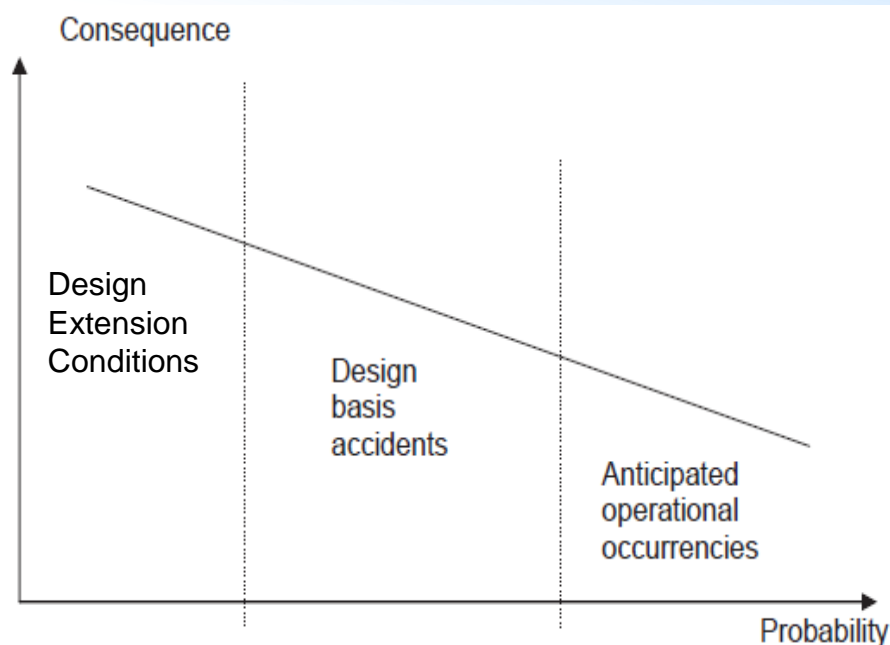 Consequence
Design
Extension
Conditions
Design
basis
accidents
Anticipated
operational
occurrencies
Probability